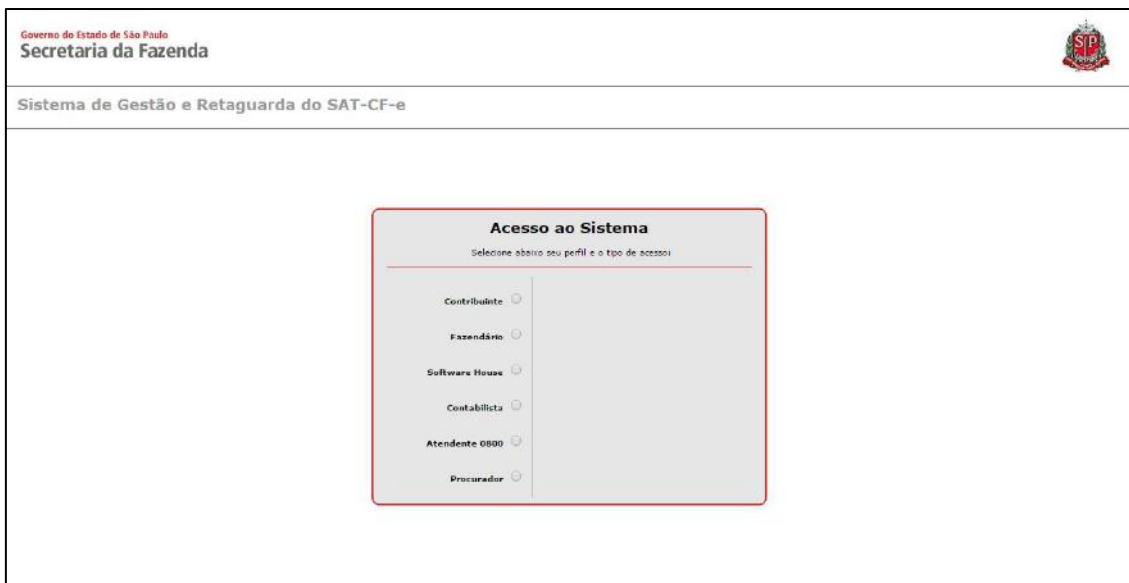 Governo do Estado de São Paulo
Secretaria da Fazenda
SP
Sistema de Gestão e Retaguarda do SAT-CF-e
Acesso ao Sistema
Selecione abaixo seu perfil e o tipo de acesso:
Contribuinte
Fazendário
Software House
Contabilista
Atendente 0800
Procurador